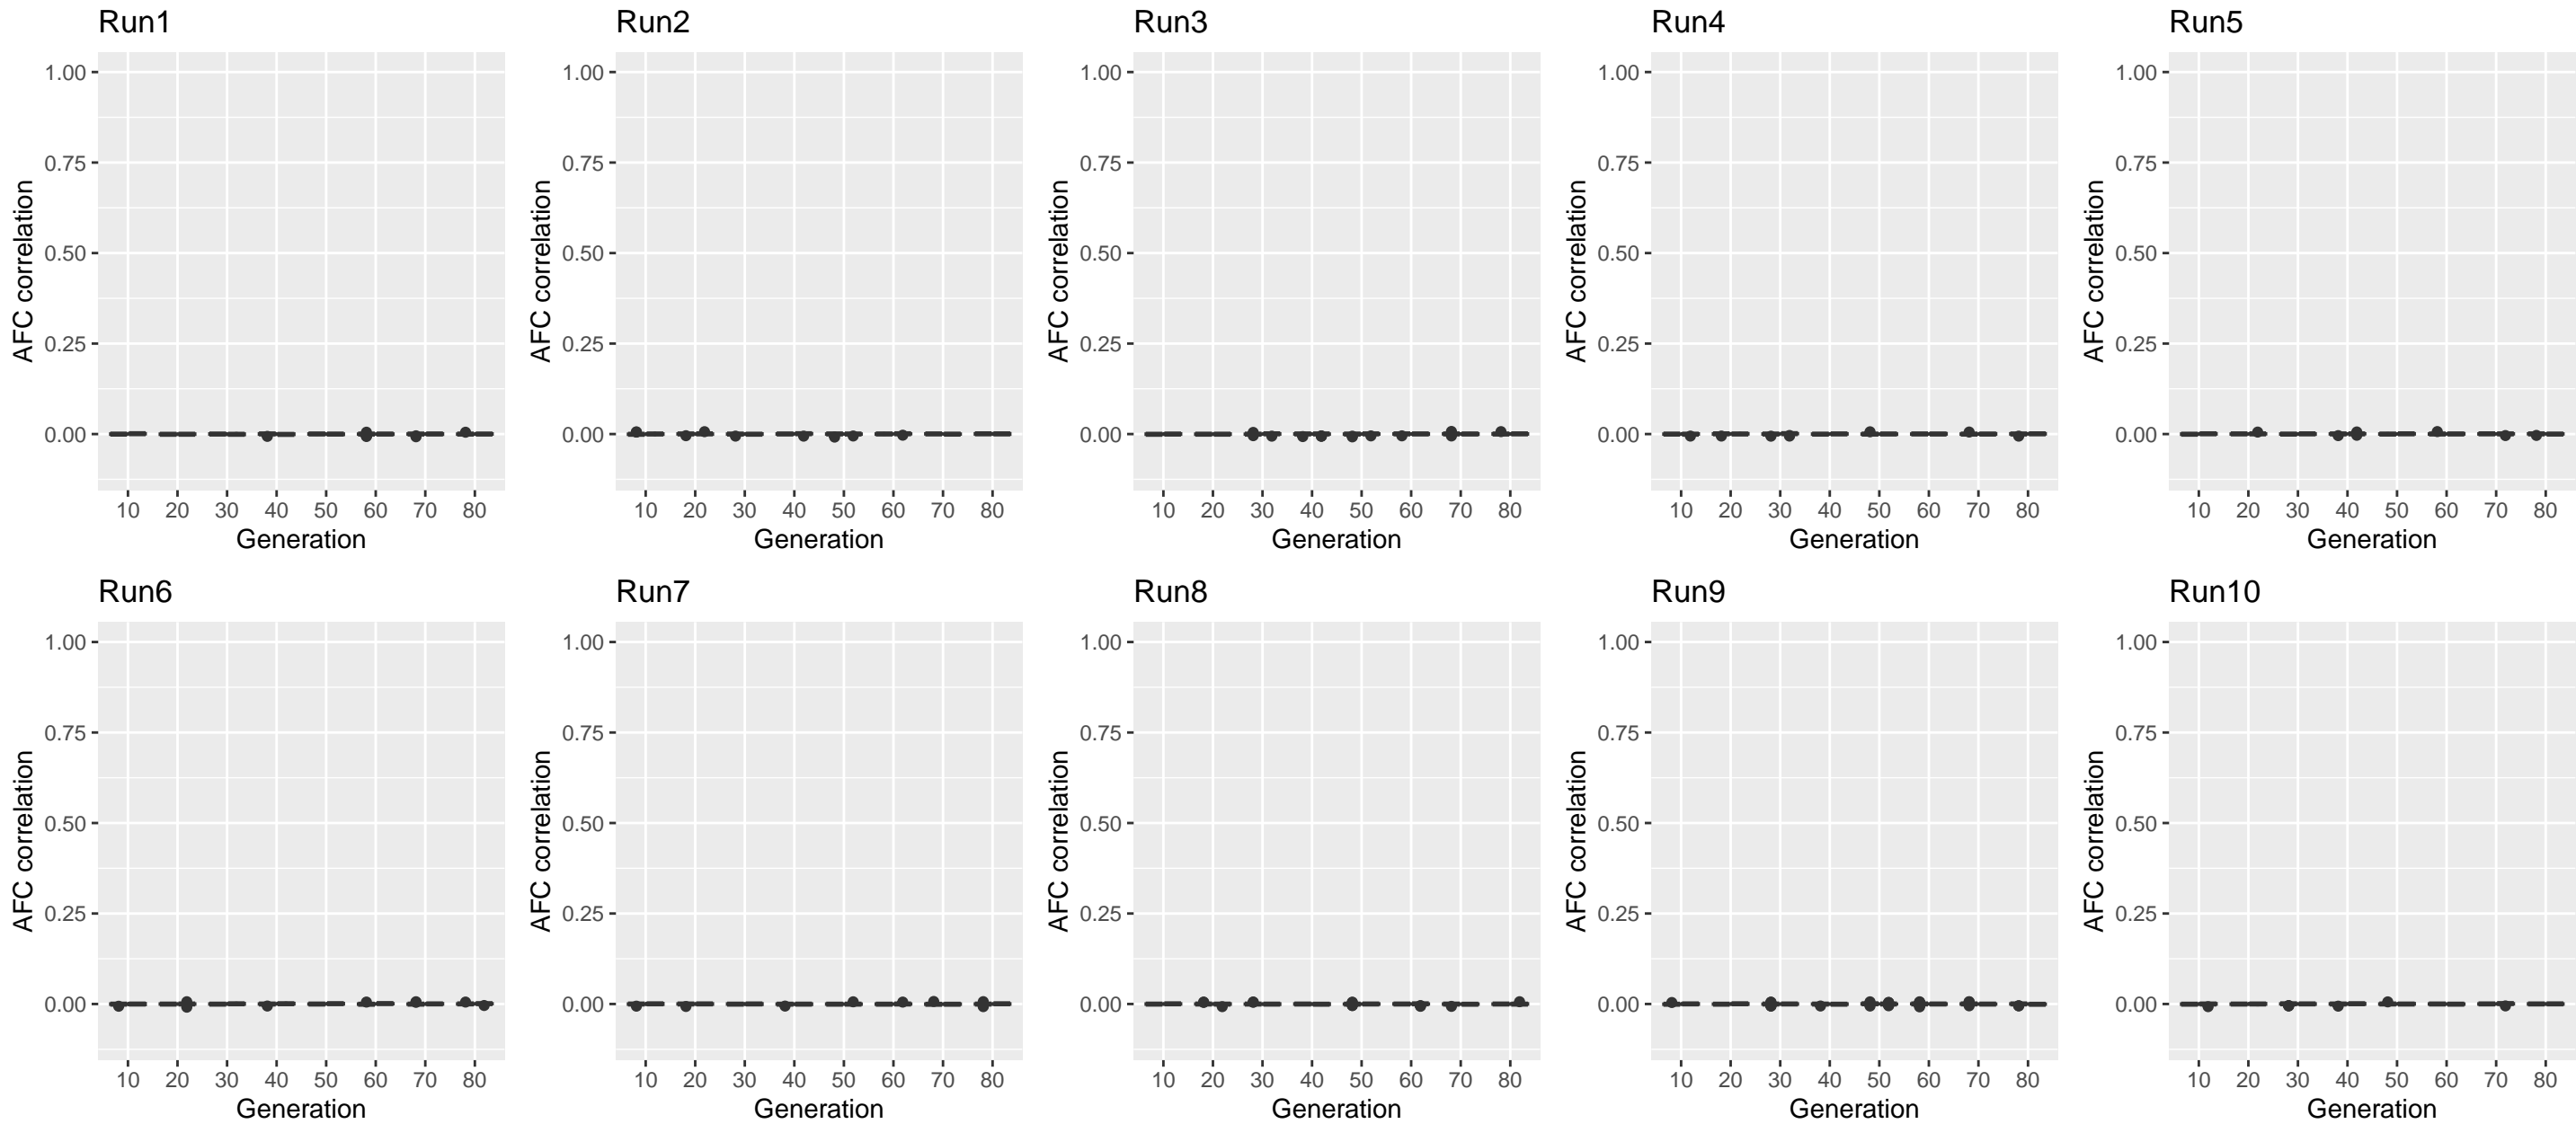 Run1 Run2 Run3 Run4 Run5
1.00 1.00 1.00 1.00 1.00
0.75 0.75 0.75 0.75 0.75
0.50 0.50 0.50 0.50 0.50
0.25 0.25 0.25 0.25 0.25
0.00 0.00 0.00 0.00 0.00
AFC correlation AFC correlation AFC correlation AFC correlation AFC correlation
10 20 30 40 50 60 70 80 10 20 30 40 50 60 70 80 10 20 30 40 50 60 70 80 10 20 30 40 50 60 70 80 10 20 30 40 50 60 70 80
Generation Generation Generation Generation Generation
Run6 Run7 Run8 Run9 Run10
1.00 1.00 1.00 1.00 1.00
0.75 0.75 0.75 0.75 0.75
0.50 0.50 0.50 0.50 0.50
0.25 0.25 0.25 0.25 0.25
0.00 0.00 0.00 0.00 0.00
AFC correlation AFC correlation AFC correlation AFC correlation AFC correlation
10 20 30 40 50 60 70 80 10 20 30 40 50 60 70 80 10 20 30 40 50 60 70 80 10 20 30 40 50 60 70 80 10 20 30 40 50 60 70 80
Generation Generation Generation Generation Generation